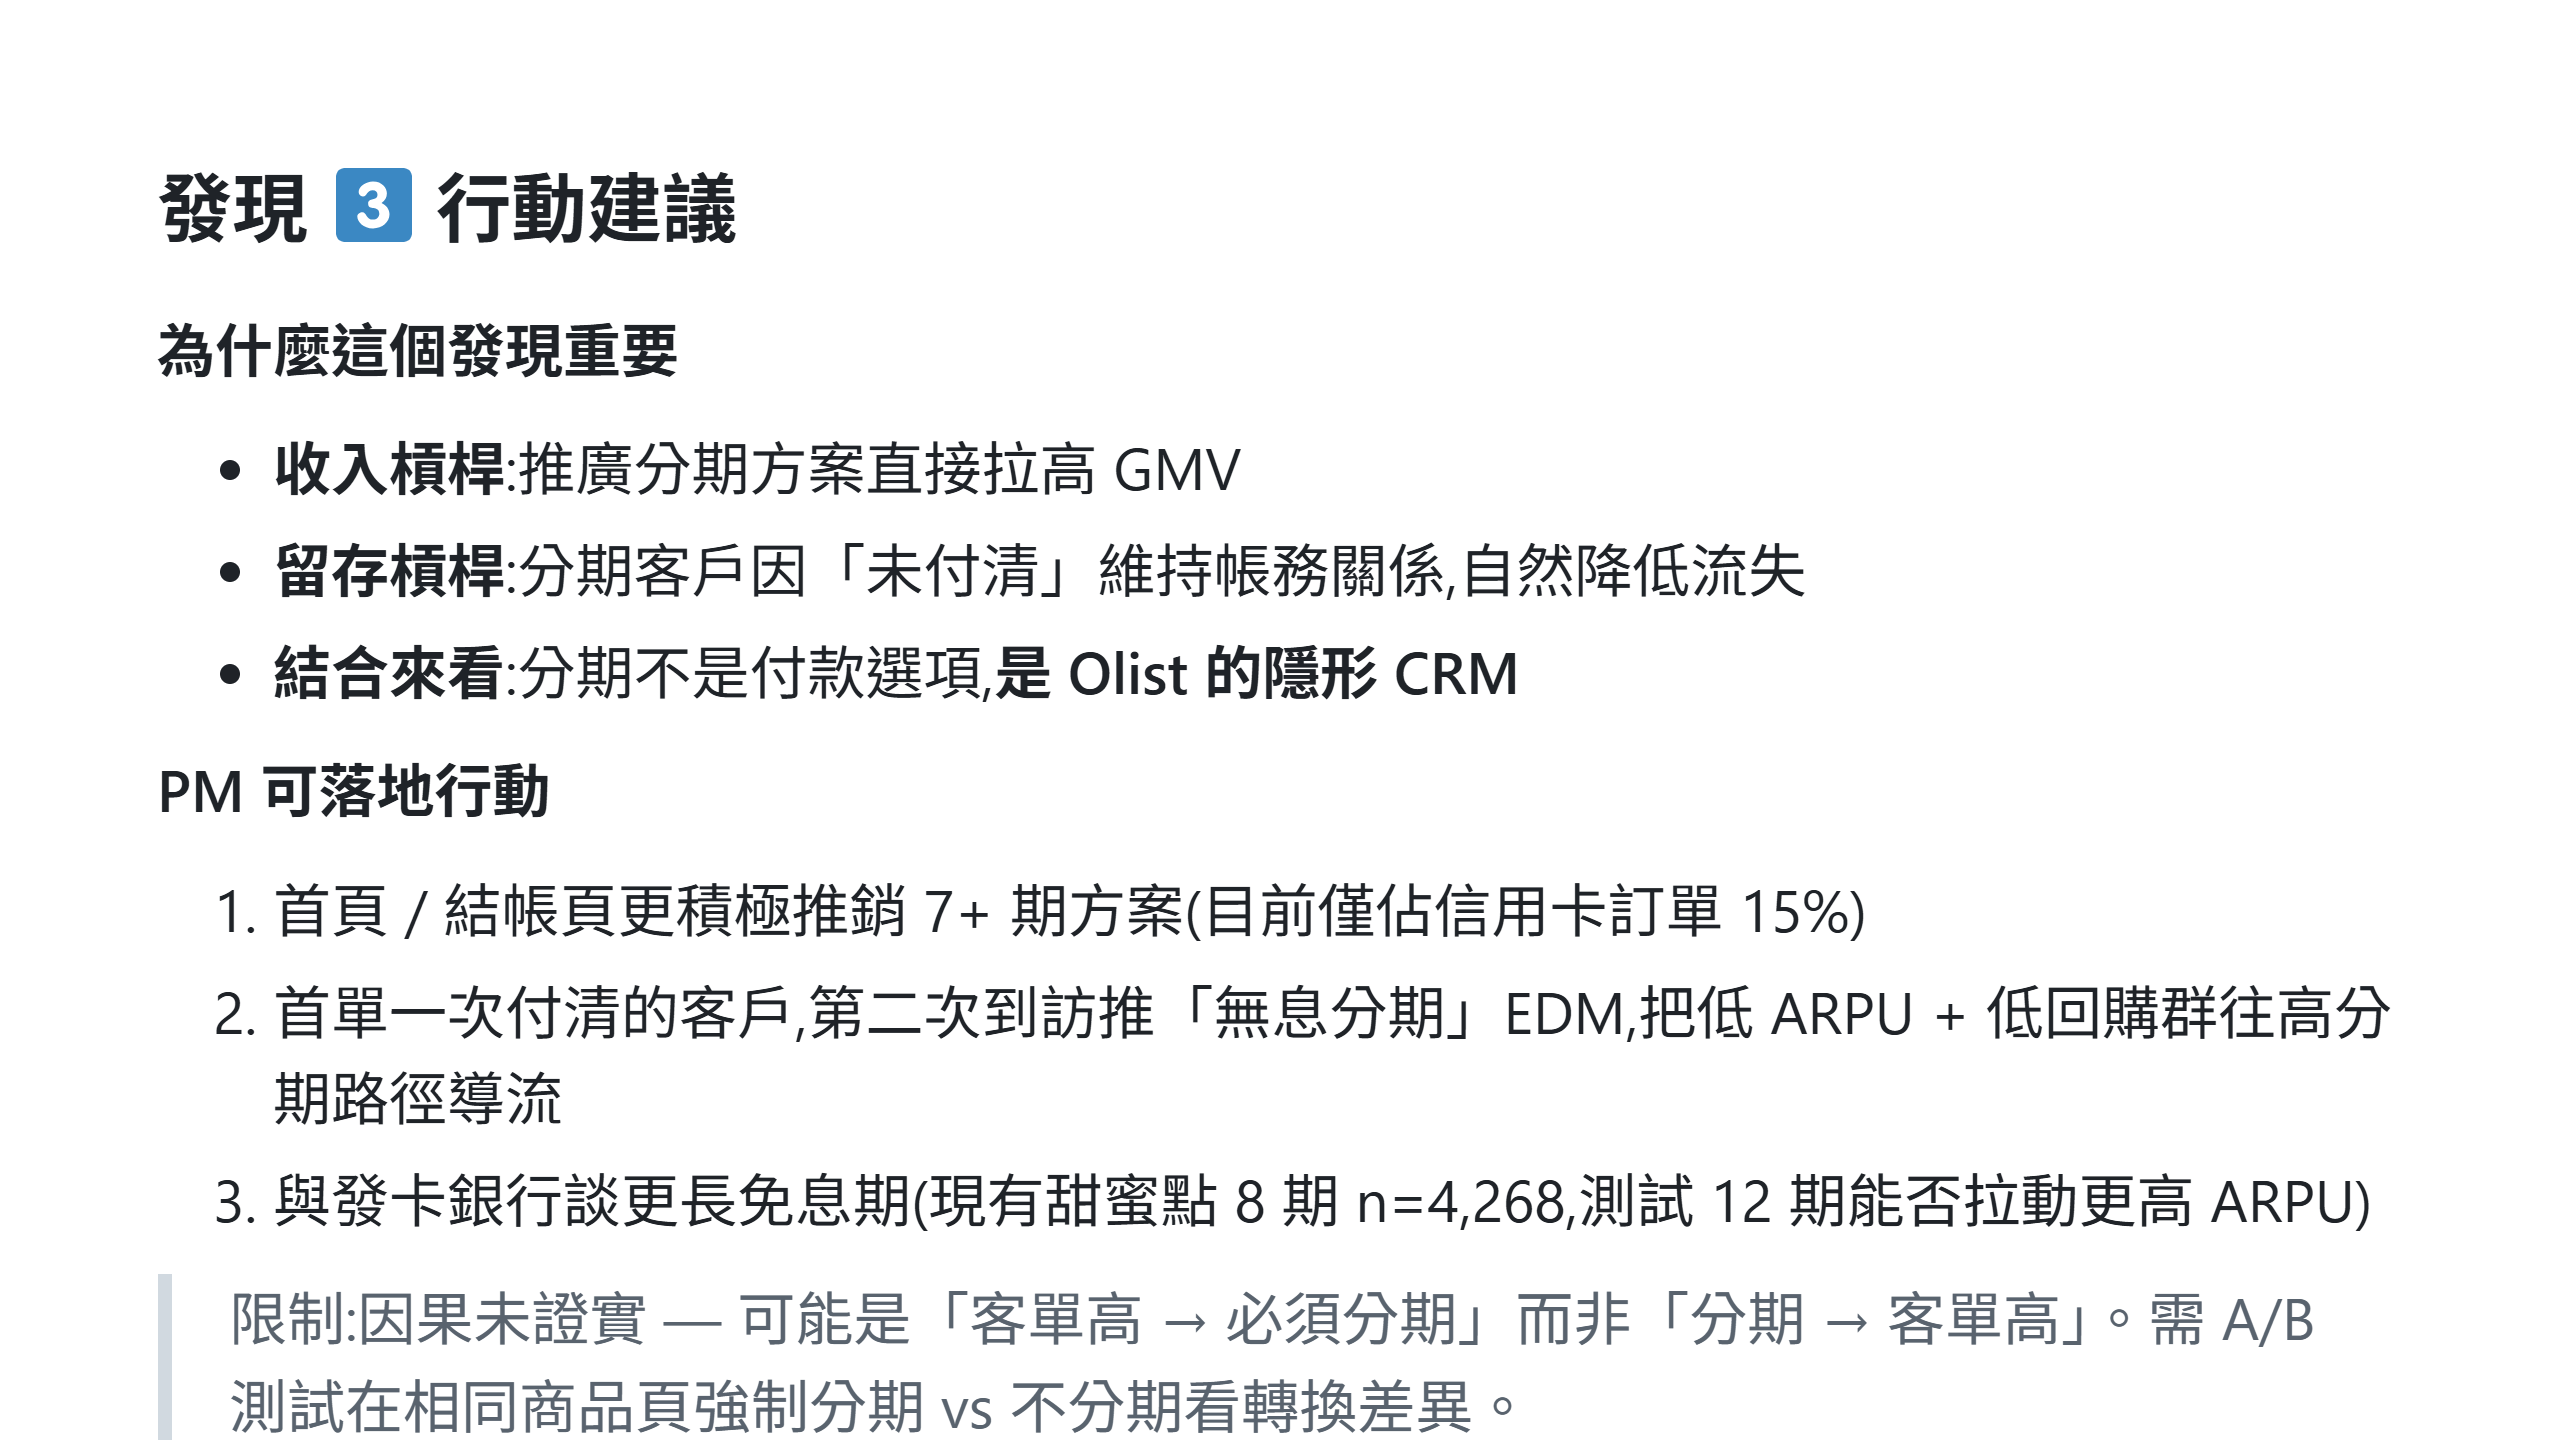 發現 3️⃣ 行動建議
為什麼這個發現重要
• 收入槓桿:推廣分期方案直接拉高 GMV
• 留存槓桿:分期客戶因「未付清」維持帳務關係,自然降低流失
• 結合來看:分期不是付款選項,是 Olist 的隱形 CRM
PM 可落地行動
1. 首頁 / 結帳頁更積極推銷 7+ 期方案(目前僅佔信用卡訂單 15%)
2. 首單一次付清的客戶,第二次到訪推「無息分期」EDM,把低 ARPU + 低回購群往高分
期路徑導流
3. 與發卡銀行談更長免息期(現有甜蜜點 8 期 n=4,268,測試 12 期能否拉動更高 ARPU)
限制:因果未證實 — 可能是「客單高 → 必須分期」而非「分期 → 客單高」。需 A/B
測試在相同商品頁強制分期 vs 不分期看轉換差異。